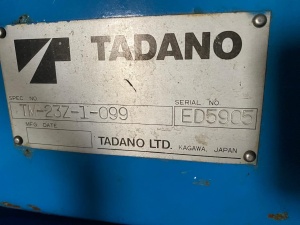 TADANO
SPEC. NO. SERIAL NO.
TM-23Z-1-099 ED5905
MFG. DATE
TADANO LTD. KAGAWA, JAPAN